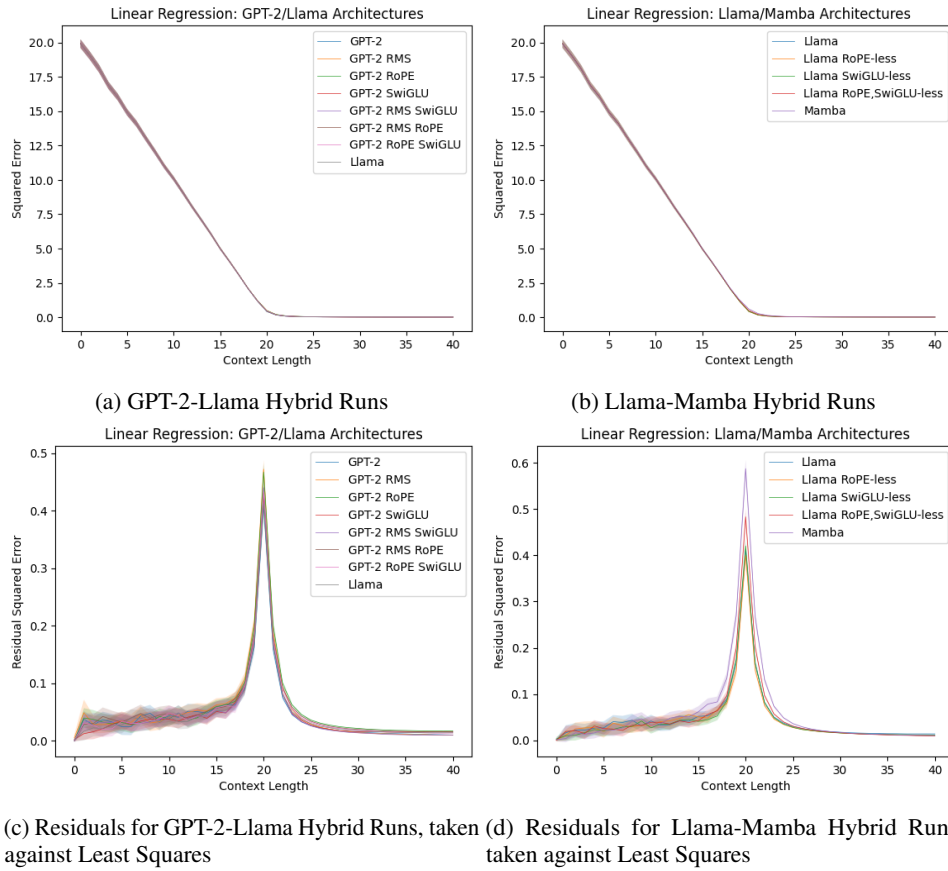 Linear Regression: GPT-2/Llama Architectures
20.0
17.5
15.0
12.5
10.0
7.5
5.0
2.5
0.0
Squared Error
GPT-2
GPT-2 RMS
GPT-2 RoPE
GPT-2 SwiGLU
GPT-2 RMS SwiGLU
GPT-2 RMS RoPE
GPT-2 RoPE SwiGLU
Llama
0 5 10 15 20 25 30 35 40
Context Length
(a) GPT-2-Llama Hybrid Runs
Linear Regression: Llama/Mamba Architectures
20.0
17.5
15.0
12.5
10.0
7.5
5.0
2.5
0.0
Squared Error
Llama
Llama RoPE-less
Llama SwiGLU-less
Llama RoPE,SwiGLU-less
Mamba
0 5 10 15 20 25 30 35 40
Context Length
(b) Llama-Mamba Hybrid Runs
Linear Regression: GPT-2/Llama Architectures
0.5
0.4
0.3
0.2
0.1
0.0
Residual Squared Error
GPT-2
GPT-2 RMS
GPT-2 RoPE
GPT-2 SwiGLU
GPT-2 RMS SwiGLU
GPT-2 RMS RoPE
GPT-2 RoPE SwiGLU
Llama
0 5 10 15 20 25 30 35 40
Context Length
(c) Residuals for GPT-2-Llama Hybrid Runs, taken
against Least Squares
Linear Regression: Llama/Mamba Architectures
0.6
0.5
0.4
0.3
0.2
0.1
0.0
Residual Squared Error
Llama
Llama RoPE-less
Llama SwiGLU-less
Llama RoPE,SwiGLU-less
Mamba
0 5 10 15 20 25 30 35 40
Context Length
(d) Residuals for Llama-Mamba Hybrid Run
taken against Least Squares